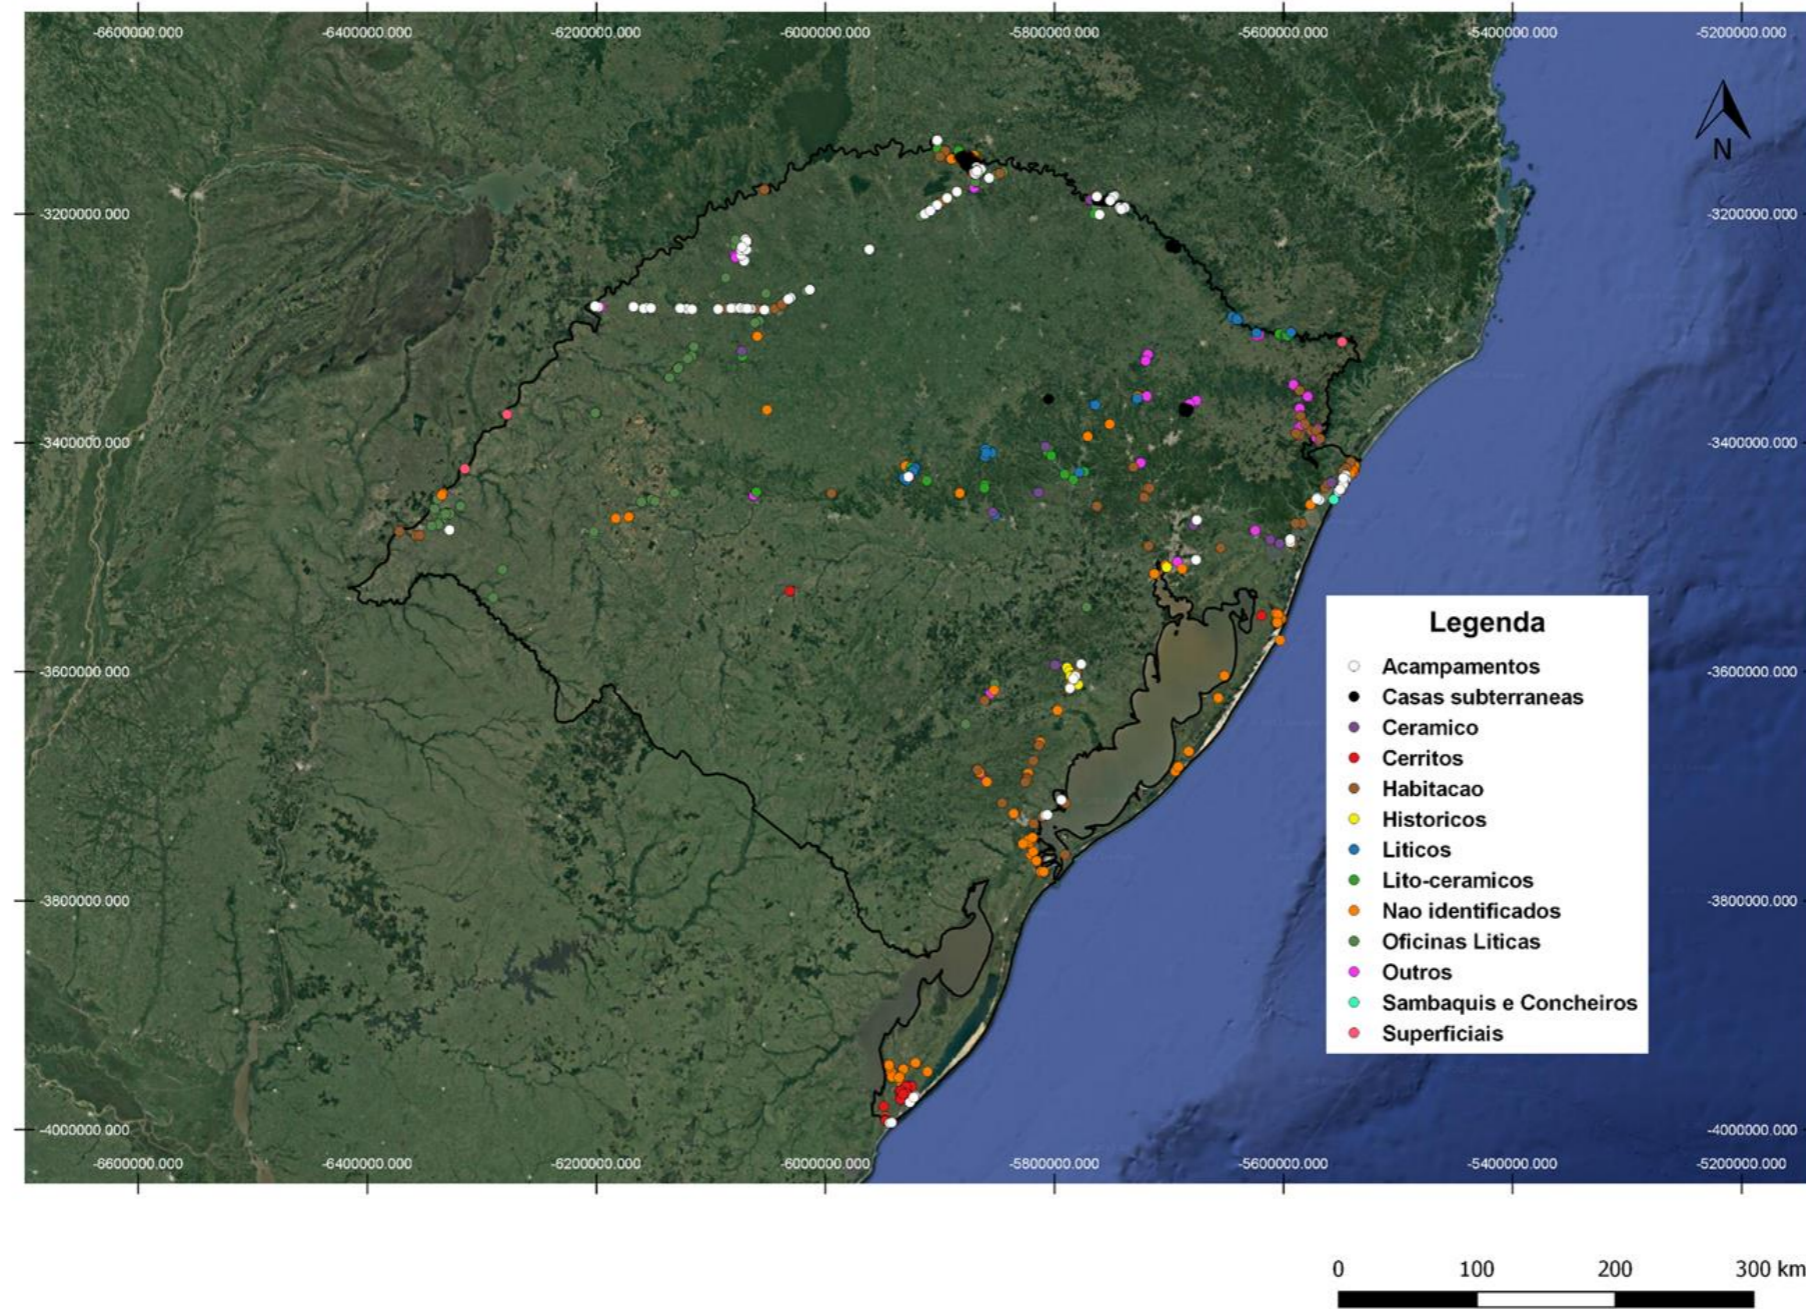 -6600000.000 -6400000.000 -6200000.000 -6000000.000 -5800000.000 -5600000.000 -5400000.000 -5200000.000
N
-3200000.000 -3200000.000
-3400000.000 -3400000.000
Legenda
Acampamentos
Casas subterraneas
Ceramico
Cerritos
Habitacao
Historicos
Liticos
Lito-ceramicos
Nao identificados
Oficinas Liticas
Outros
Sambaquis e Concheiros
Superficiais
-3600000.000 -3600000.000
-3800000.000 -3800000.000
-4000000.000 -4000000.000
-6600000.000 -6400000.000 -6200000.000 -6000000.000 -5800000.000 -5600000.000 -5400000.000 -5200000.000
0 100 200 300 km